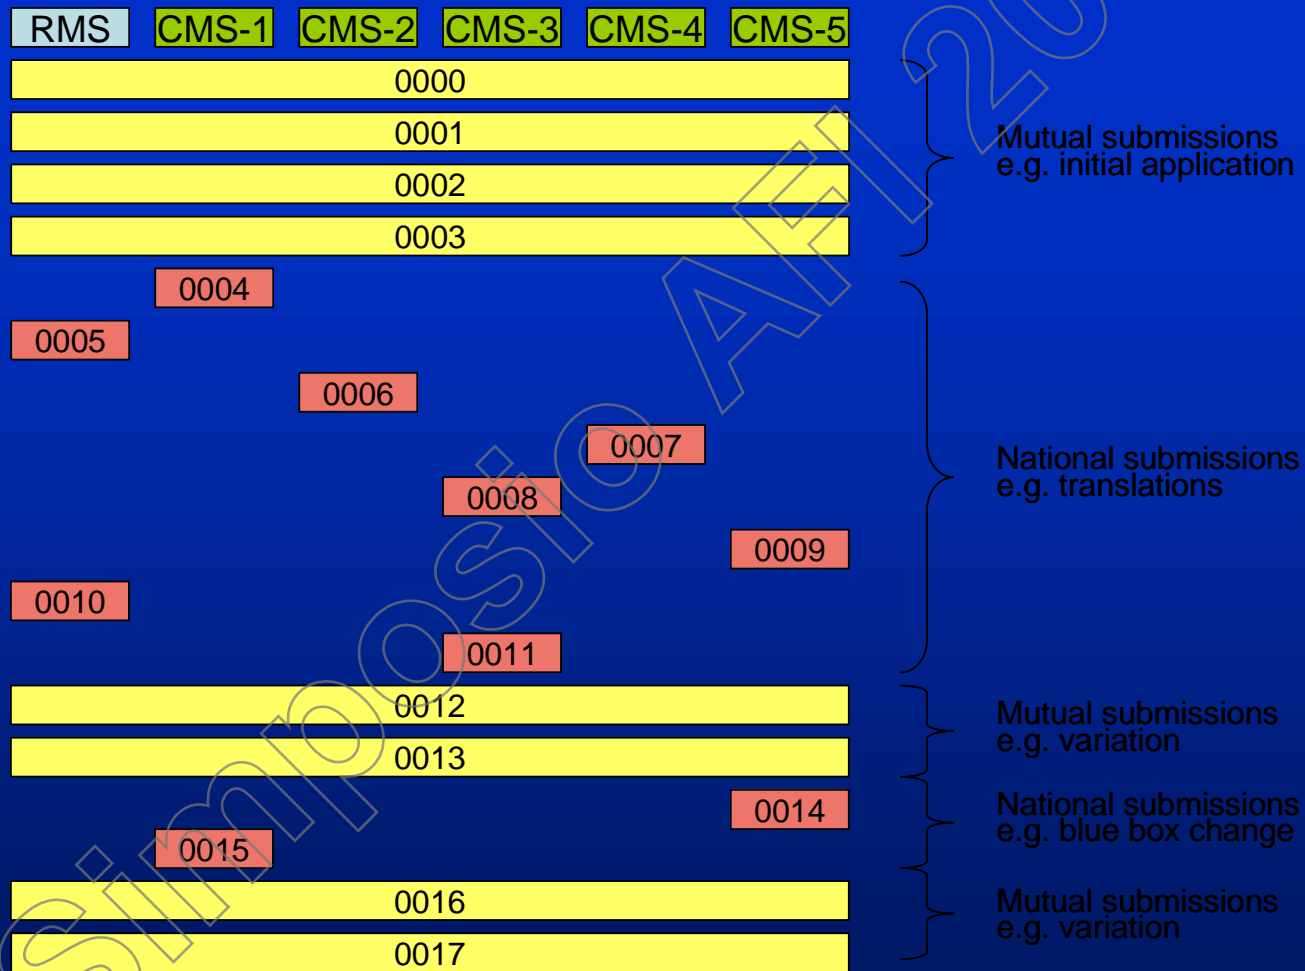 RMS CMS-1 CMS-2 CMS-3 CMS-4 CMS-5
0000
0001
0002
0003
Mutual submissions
e.g. initial application
0004
0005
0006
0007
0008
0009
0010
0011
National submissions
e.g. translations
0012
0013
Mutual submissions
e.g. variation
0014
0015
National submissions
e.g. blue box change
0016
0017
Mutual submissions
e.g. variation
Simposio AFI 20